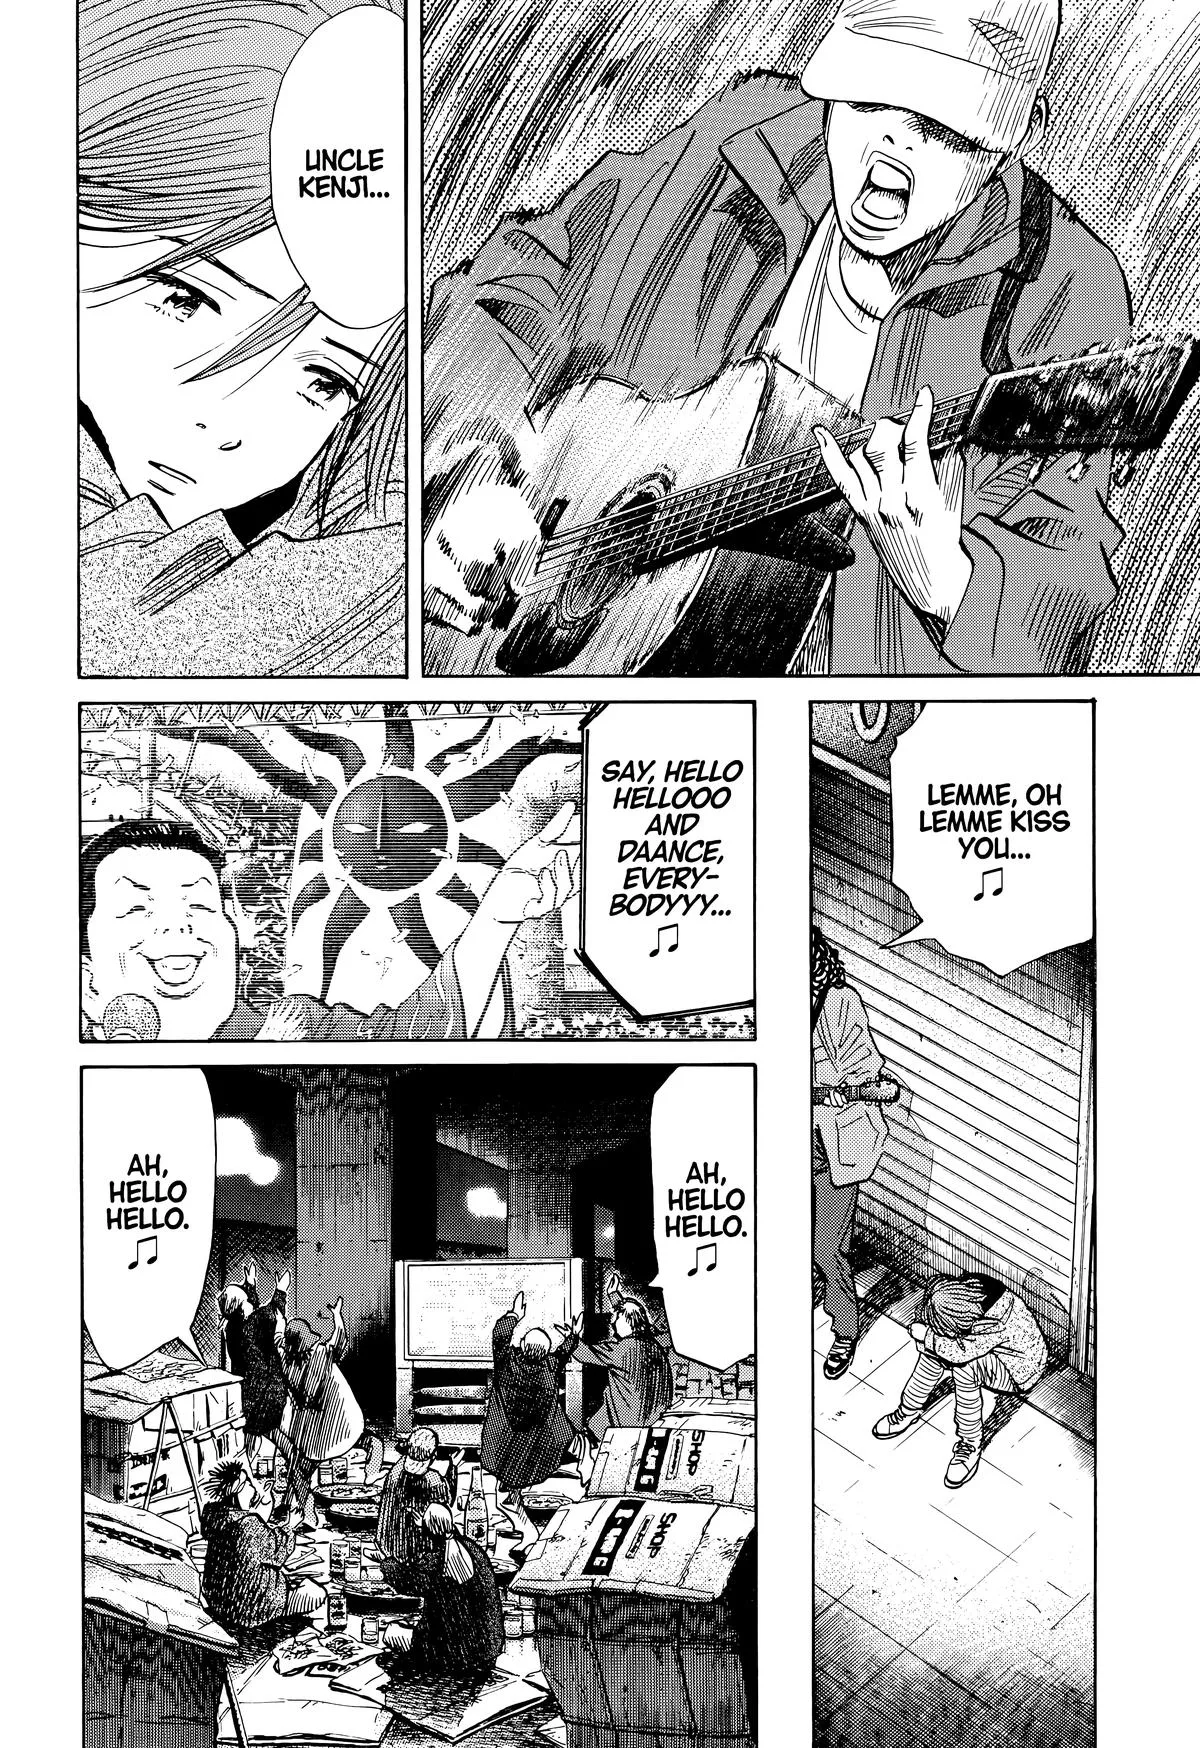 UNCLE
KENJI...
LEMME, OH
LEMME KISS
YOU...
SAY, HELLO
HELLOOO
AND
DAANCE,
EVERY-
BODYYY...
AH,
HELLO
HELLO.
AH,
HELLO
HELLO.
SHOP
SHOP